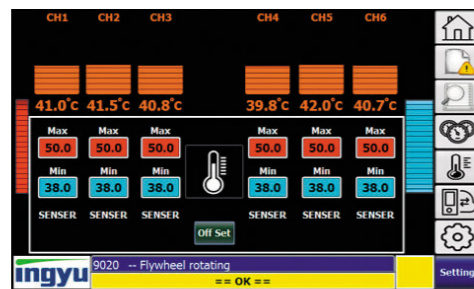 CH1 CH2 CH3 CH4 CH5 CH6
41.0°c 41.5°c 40.8°c 39.8°c 42.0°c 40.7°c
Max Max Max Max Max Max
50.0 50.0 50.0 50.0 50.0 50.0
Min Min Min Min Min Min
38.0 38.0 38.0 38.0 38.0 38.0
SENSER SENSER SENSER SENSER SENSER SENSER
Off Set
ingyu
9020 -- Flywheel rotating
== OK ==
Setting